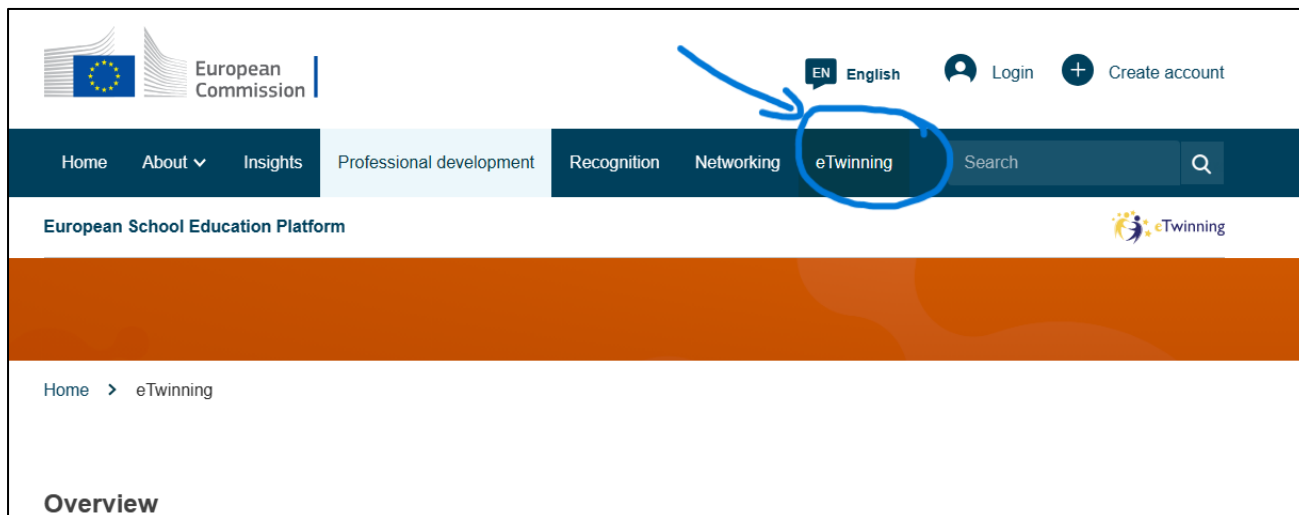 European
Commission
EN English Login Create account
Home About Insights Professional development Recognition Networking eTwinning Search
European School Education Platform eTwinning
Home > eTwinning
Overview